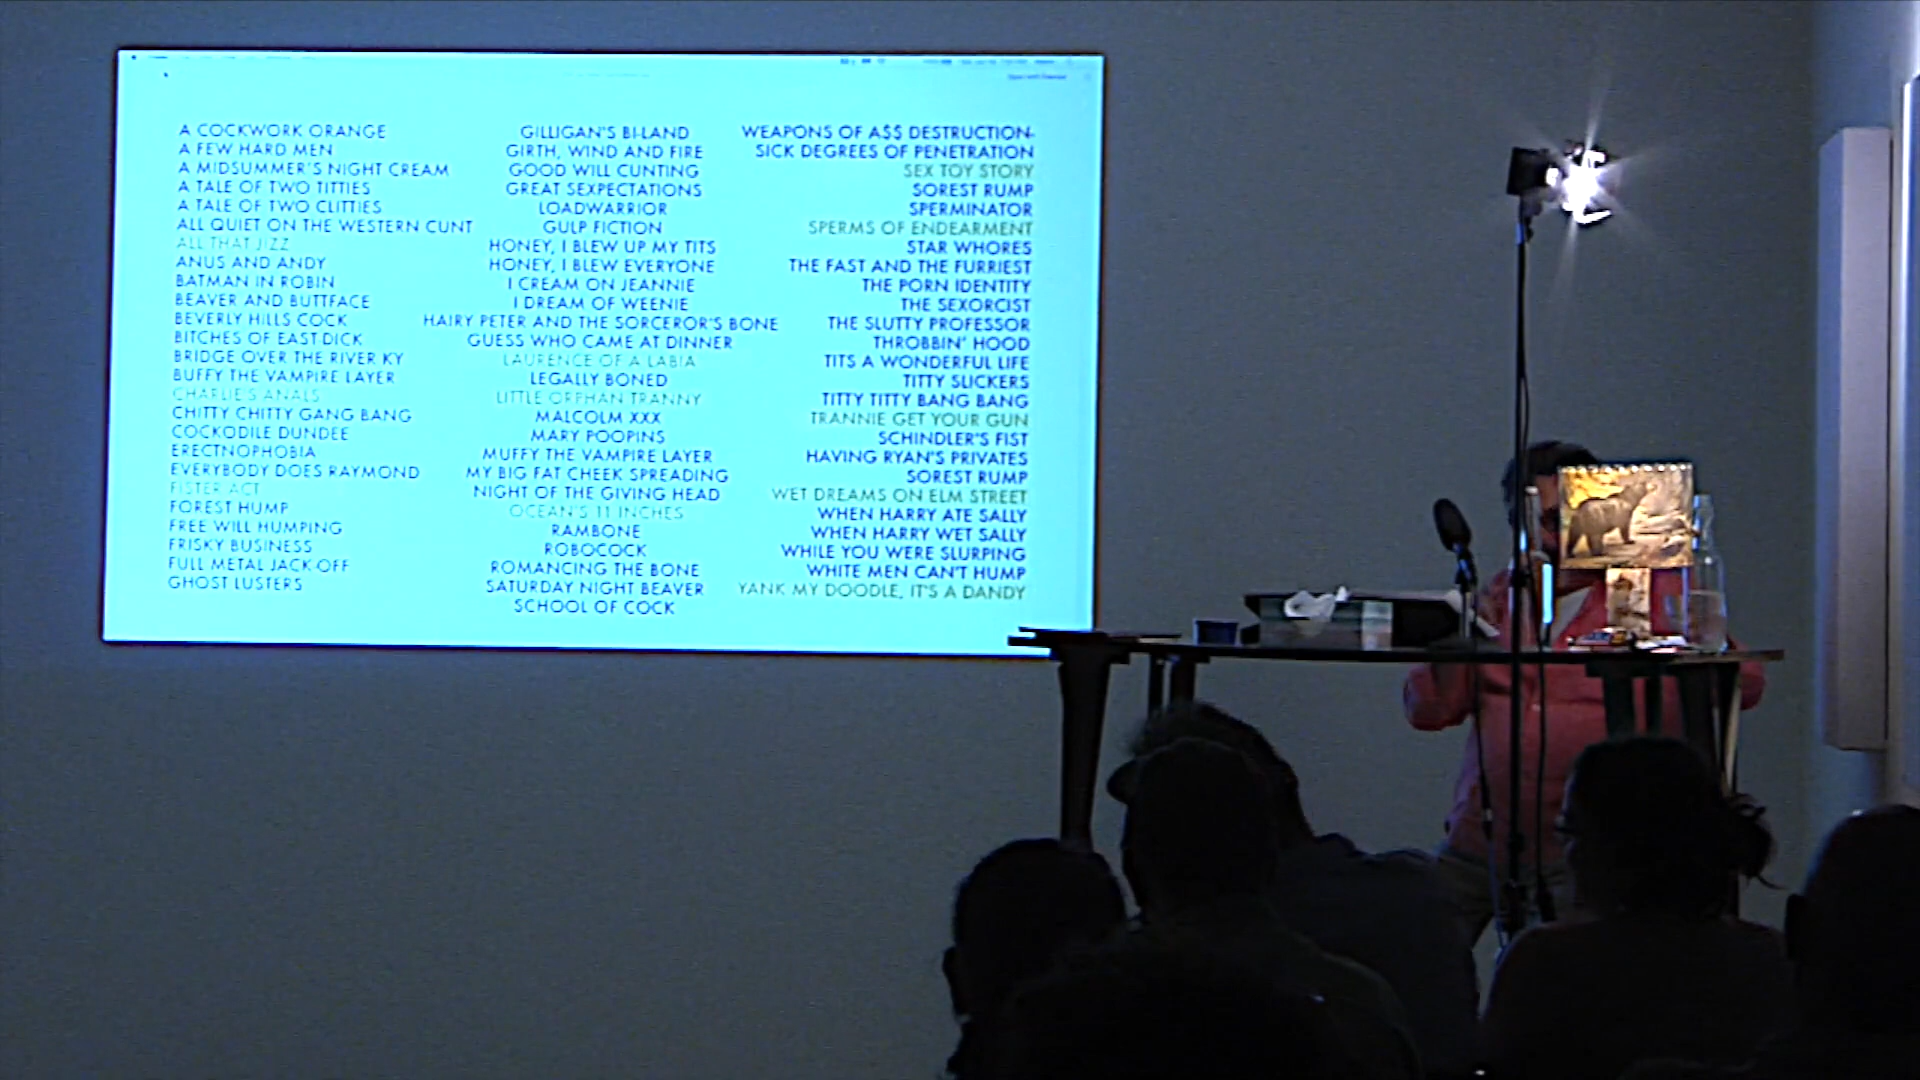 A COCKWORK ORANGE
A FEW HARD MEN
A MIDSUMMER'S NIGHT CREAM
A TALE OF TWO TITTIES
A TALE OF TWO CLITTIES
ALL QUIET ON THE WESTERN CUNT
ALL THAT JIZZ
ANUS AND ANDY
BATMAN IN ROBIN
BEAVER AND BUTTFACE
BEVERLY HILLS COCK
BITCHES OF EAST-DICK
BRIDGE OVER THE RIVER KY
BUFFY THE VAMPIRE LAYER
CHARLIE'S ANALS
CHITTY CHITTY GANG BANG
COCKODILE DUNDEE
ERECTNOPHOBIA
EVERYBODY DOES RAYMOND
FISTER ACT
FOREST HUMP
FREE WILL HUMPING
FRISKY BUSINESS
FULL METAL JACK-OFF
GHOST LUSTERS
GILLIGAN'S BI-LAND
GIRTH, WIND AND FIRE
GOOD WILL CUNTING
GREAT SEXPECTATIONS
LOADWARRIOR
GULP FICTION
HONEY, I BLEW UP MY TITS
HONEY, I BLEW EVERYONE
I CREAM ON JEANNIE
I DREAM OF WEENIE
HAIRY PETER AND THE SORCEROR'S BONE
GUESS WHO CAME AT DINNER
LAURENCE OF A LABIA
LEGALLY BONED
LITTLE ORPHAN TRANNY
MALCOLM XXX
MARY POOPINS
MUFFY THE VAMPIRE LAYER
MY BIG FAT CHEEK SPREADING
NIGHT OF THE GIVING HEAD
OCEAN'S 11 INCHES
RAMBONE
ROBOCOCK
ROMANCING THE BONE
SATURDAY NIGHT BEAVER
SCHOOL OF COCK
WEAPONS OF A$$ DESTRUCTION-
SICK DEGREES OF PENETRATION
SEX TOY STORY
SOREST RUMP
SPERMINATOR
SPERMS OF ENDEARMENT
STAR WHORES
THE FAST AND THE FURRIEST
THE PORN IDENTITY
THE SEXORCIST
THE SLUTTY PROFESSOR
THROBBIN' HOOD
TITS A WONDERFUL LIFE
TITTY SLICKERS
TITTY TITTY BANG BANG
TRANNIE GET YOUR GUN
SCHINDLER'S FIST
HAVING RYAN'S PRIVATES
SOREST RUMP
WET DREAMS ON ELM STREET
WHEN HARRY ATE SALLY
WHEN HARRY WET SALLY
WHILE YOU WERE SLURPING
WHITE MEN CAN'T HUMP
YANK MY DOODLE, IT'S A DANDY